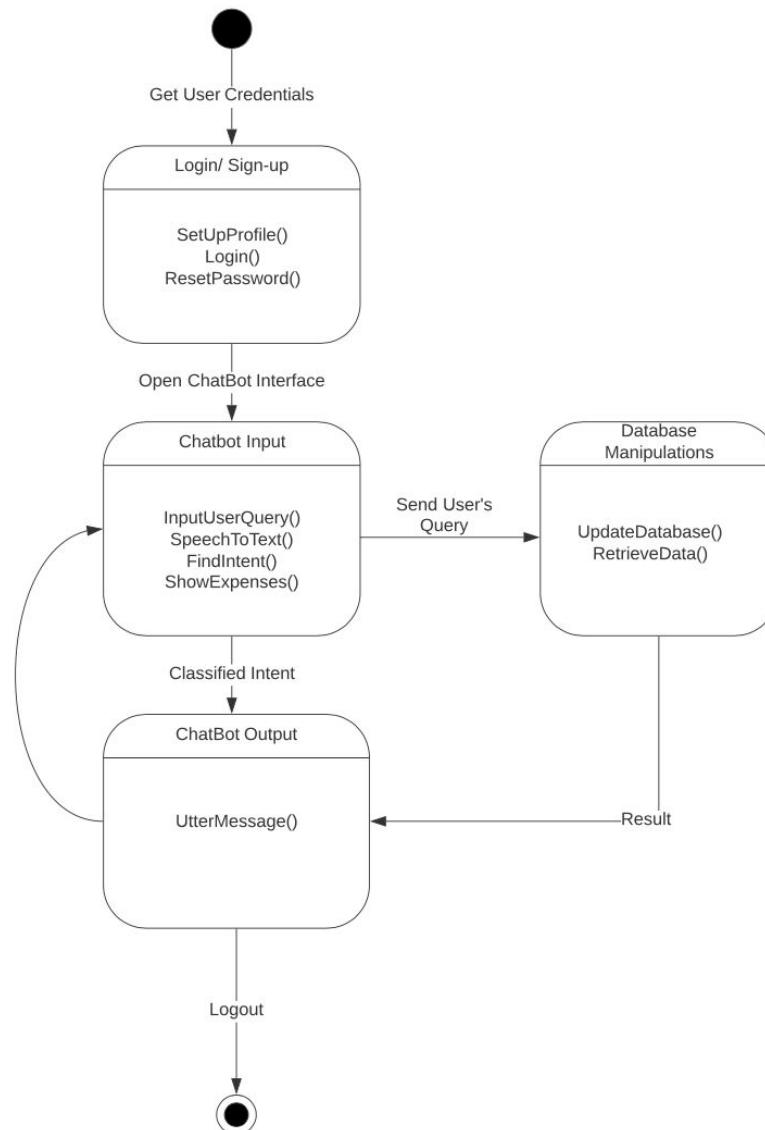 Get User Credentials
Login/ Sign-up
SetUpProfile()
Login()
ResetPassword()
Open ChatBot Interface
Chatbot Input
InputUserQuery()
SpeechToText()
FindIntent()
ShowExpenses()
Send User's
Query
Database
Manipulations
UpdateDatabase()
RetrieveData()
Classified Intent
ChatBot Output
UtterMessage()
Result
Logout